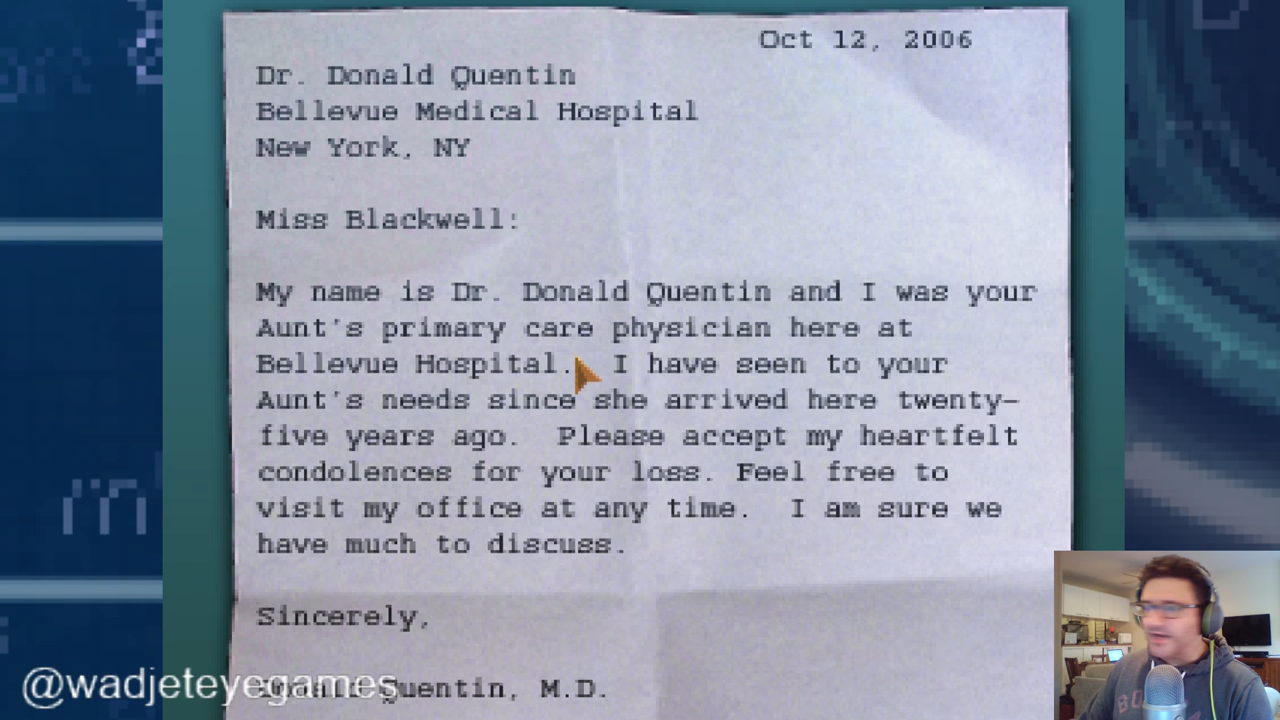 Oct 12, 2006
Dr. Donald Quentin
Bellevue Medical Hospital
New York, NY
Miss Blackwell:
My name is Dr. Donald Quentin and I was your
Aunt's primary care physician here at
Bellevue Hospital. I have seen to your
Aunt's needs since she arrived here twenty-
five years ago. Please accept my heartfelt
condolences for your loss. Feel free to
visit my office at any time. I am sure we
have much to discuss.
Sincerely,
Donald Quentin, M.D.
@wadjeteyegames